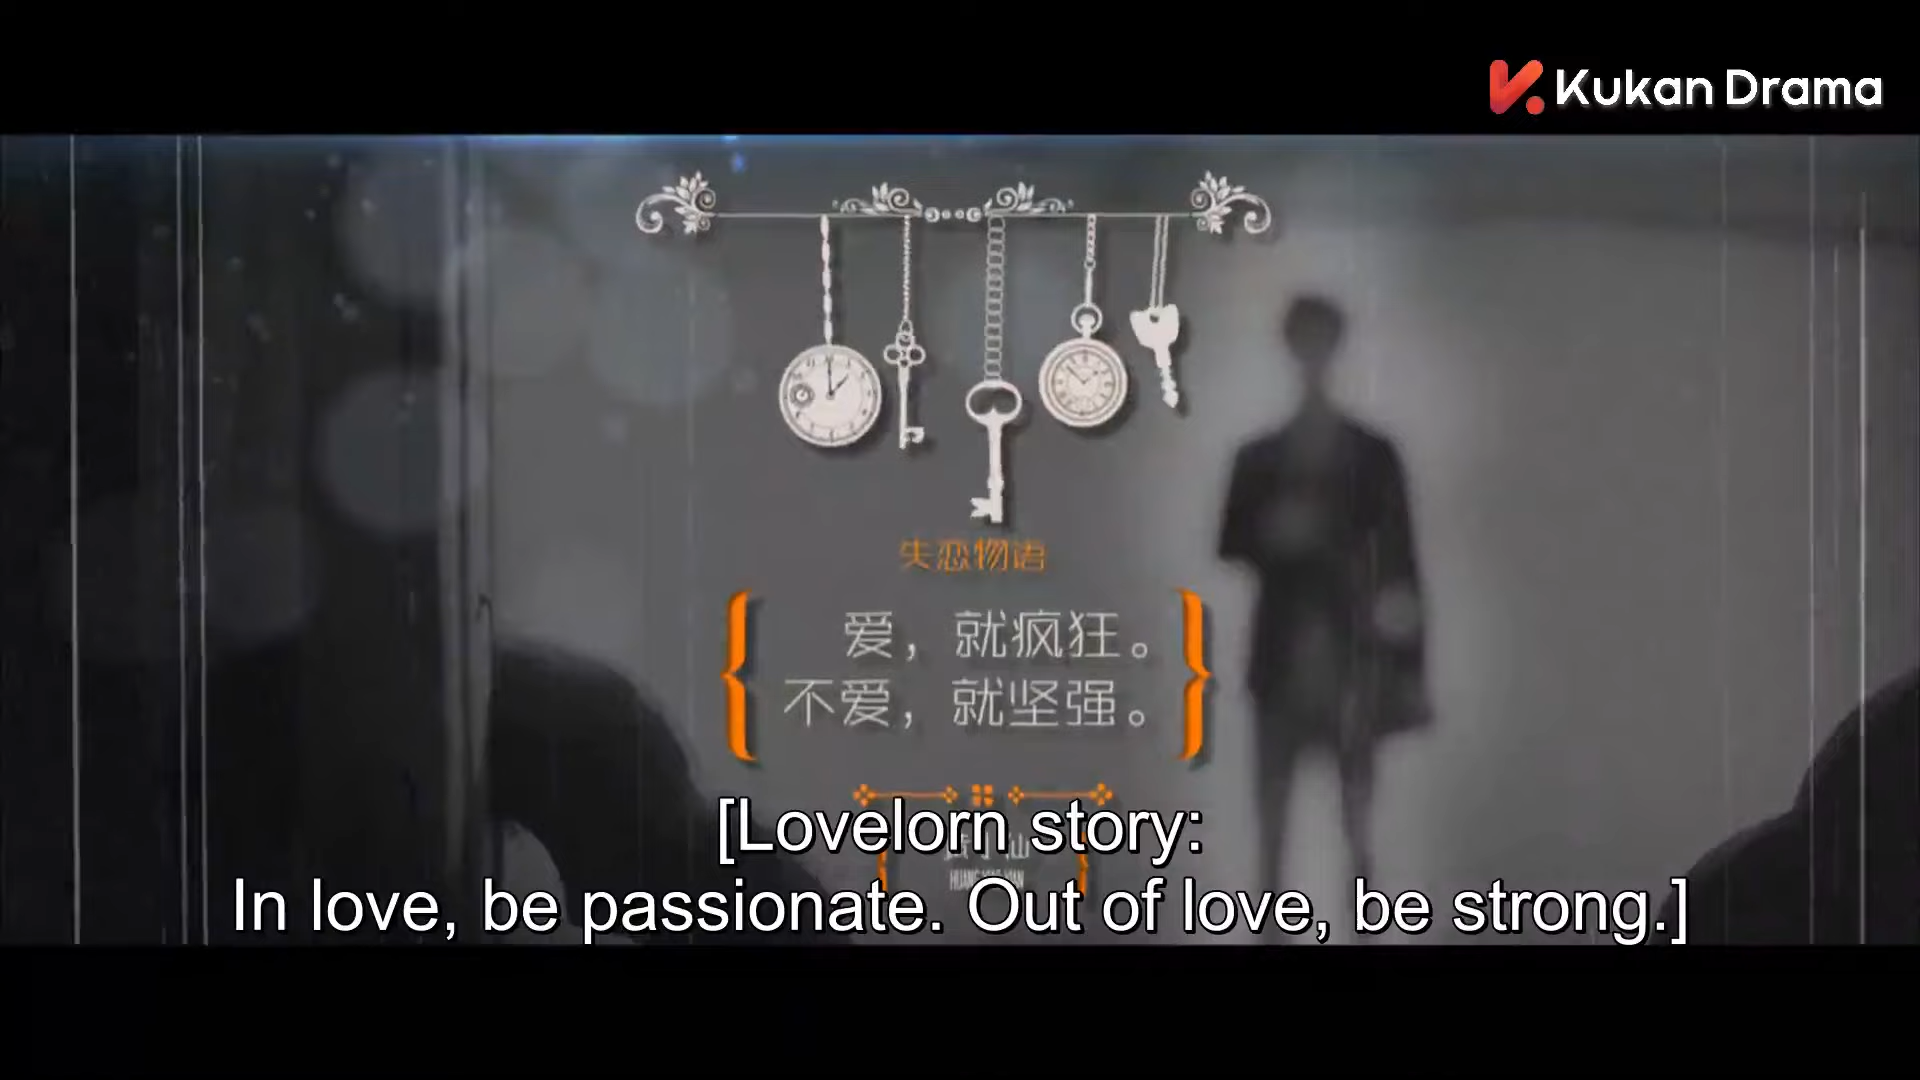 Kukan Drama
失恋物语
爱，就疯狂。
不爱，就坚强。
[Lovelorn story:
In love, be passionate. Out of love, be strong.]